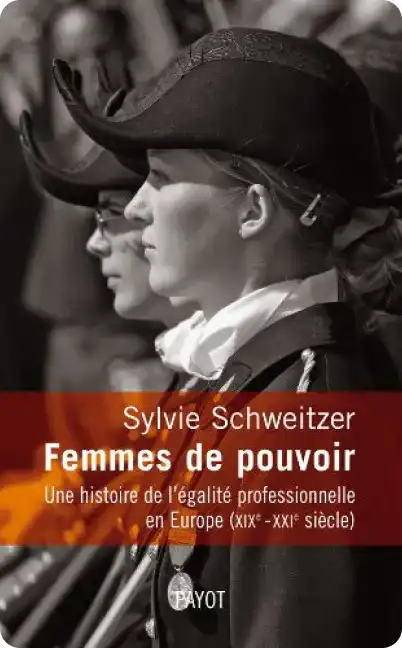 Sylvie Schweitzer
Femmes de pouvoir
Une histoire de l'égalité professionnelle
en Europe (XIXe-XXIe siècle)
PAYOT